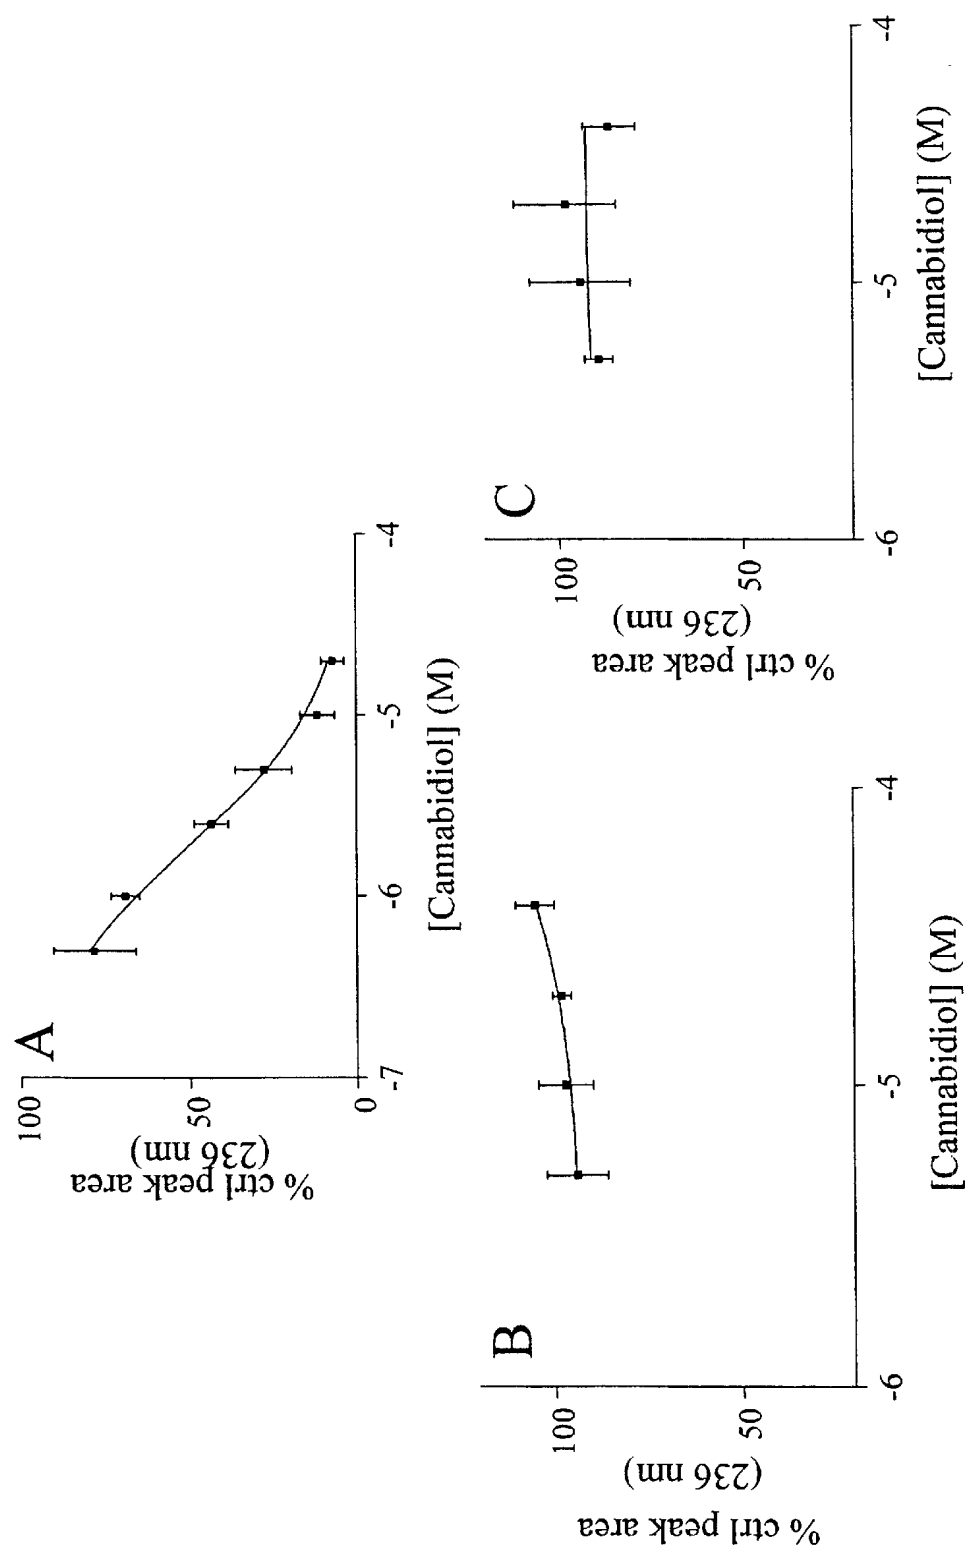 A
100
50
0
% ctrl peak area
(236 nm)
-7
-6
-5
-4
[Cannabidiol] (M)
B
100
50
% ctrl peak area
(236 nm)
-6
-5
-4
[Cannabidiol] (M)
C
100
50
% ctrl peak area
(236 nm)
-6
-5
-4
[Cannabidiol] (M)